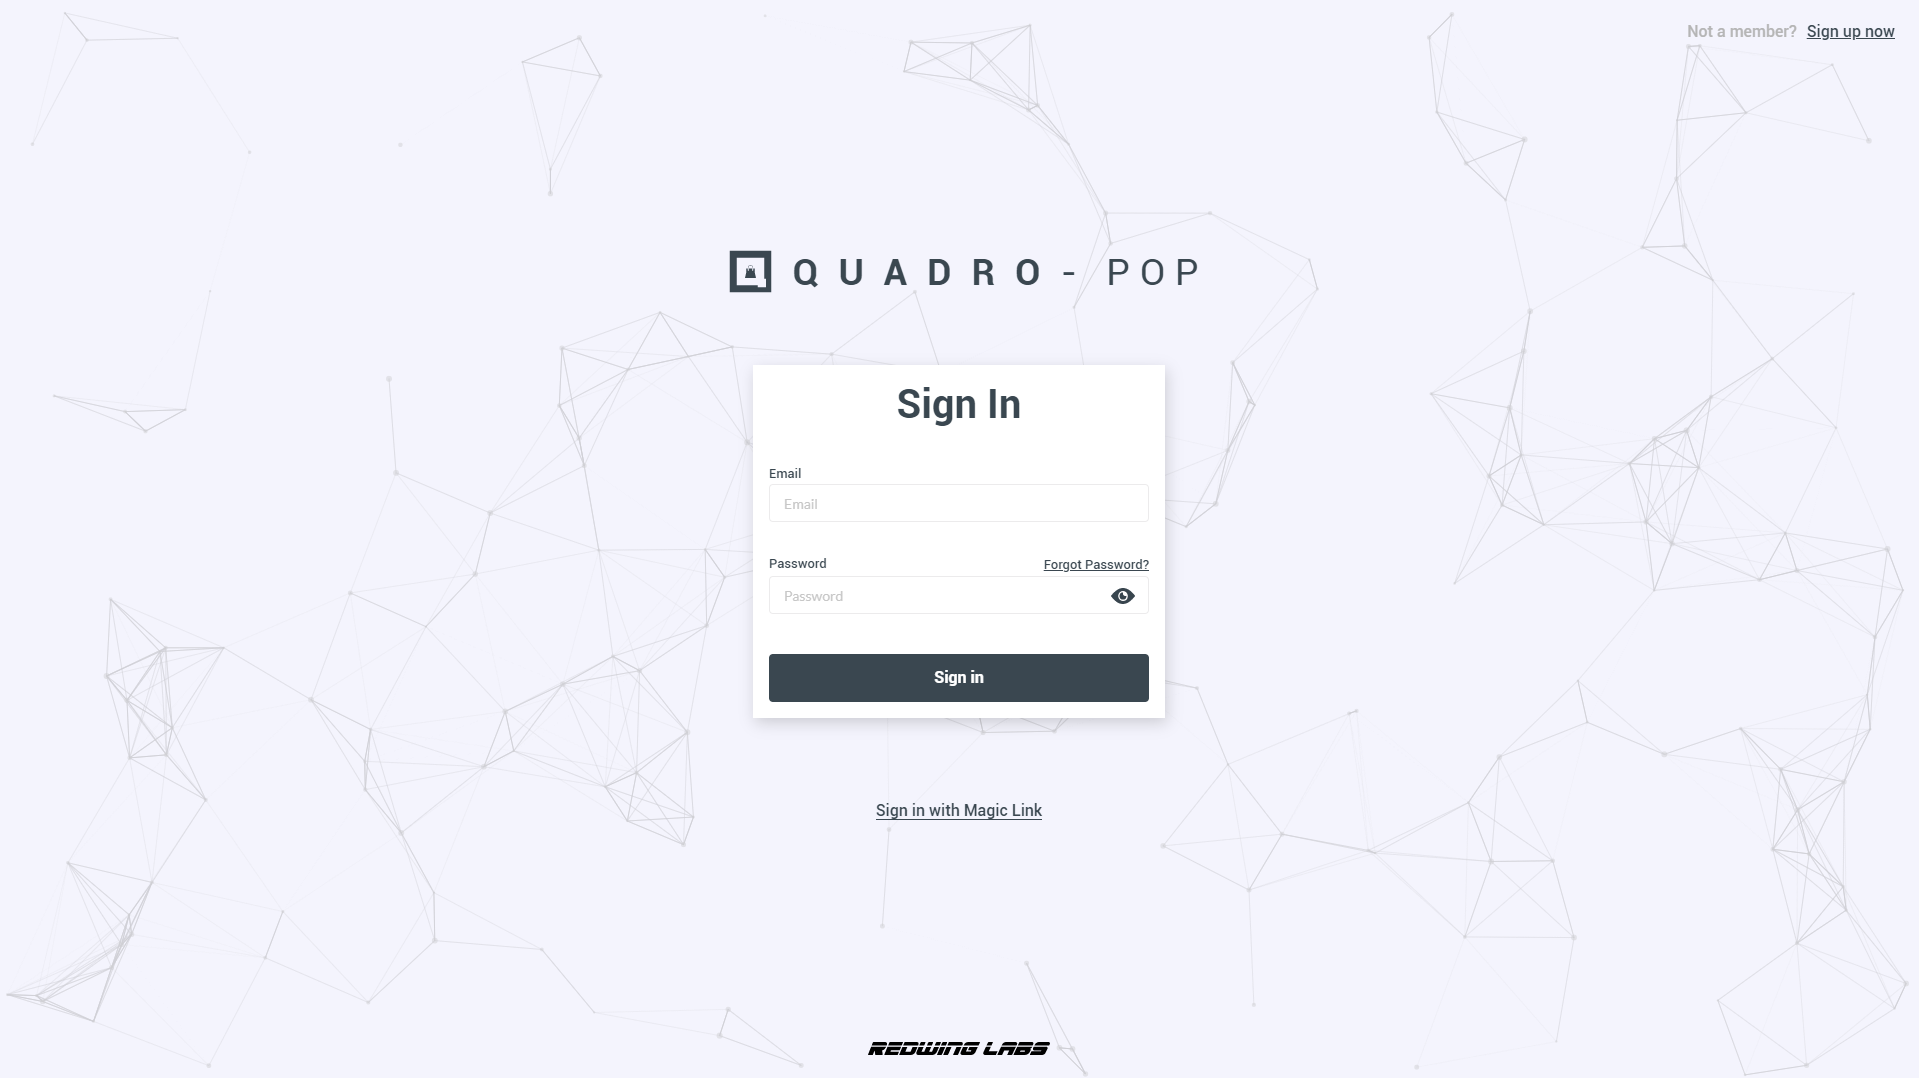 Not a member? Sign up now
QUADRO - POP
Sign In
Email
Email
Password Forgot Password?
Password
Sign in
Sign in with Magic Link
REDWING LABS